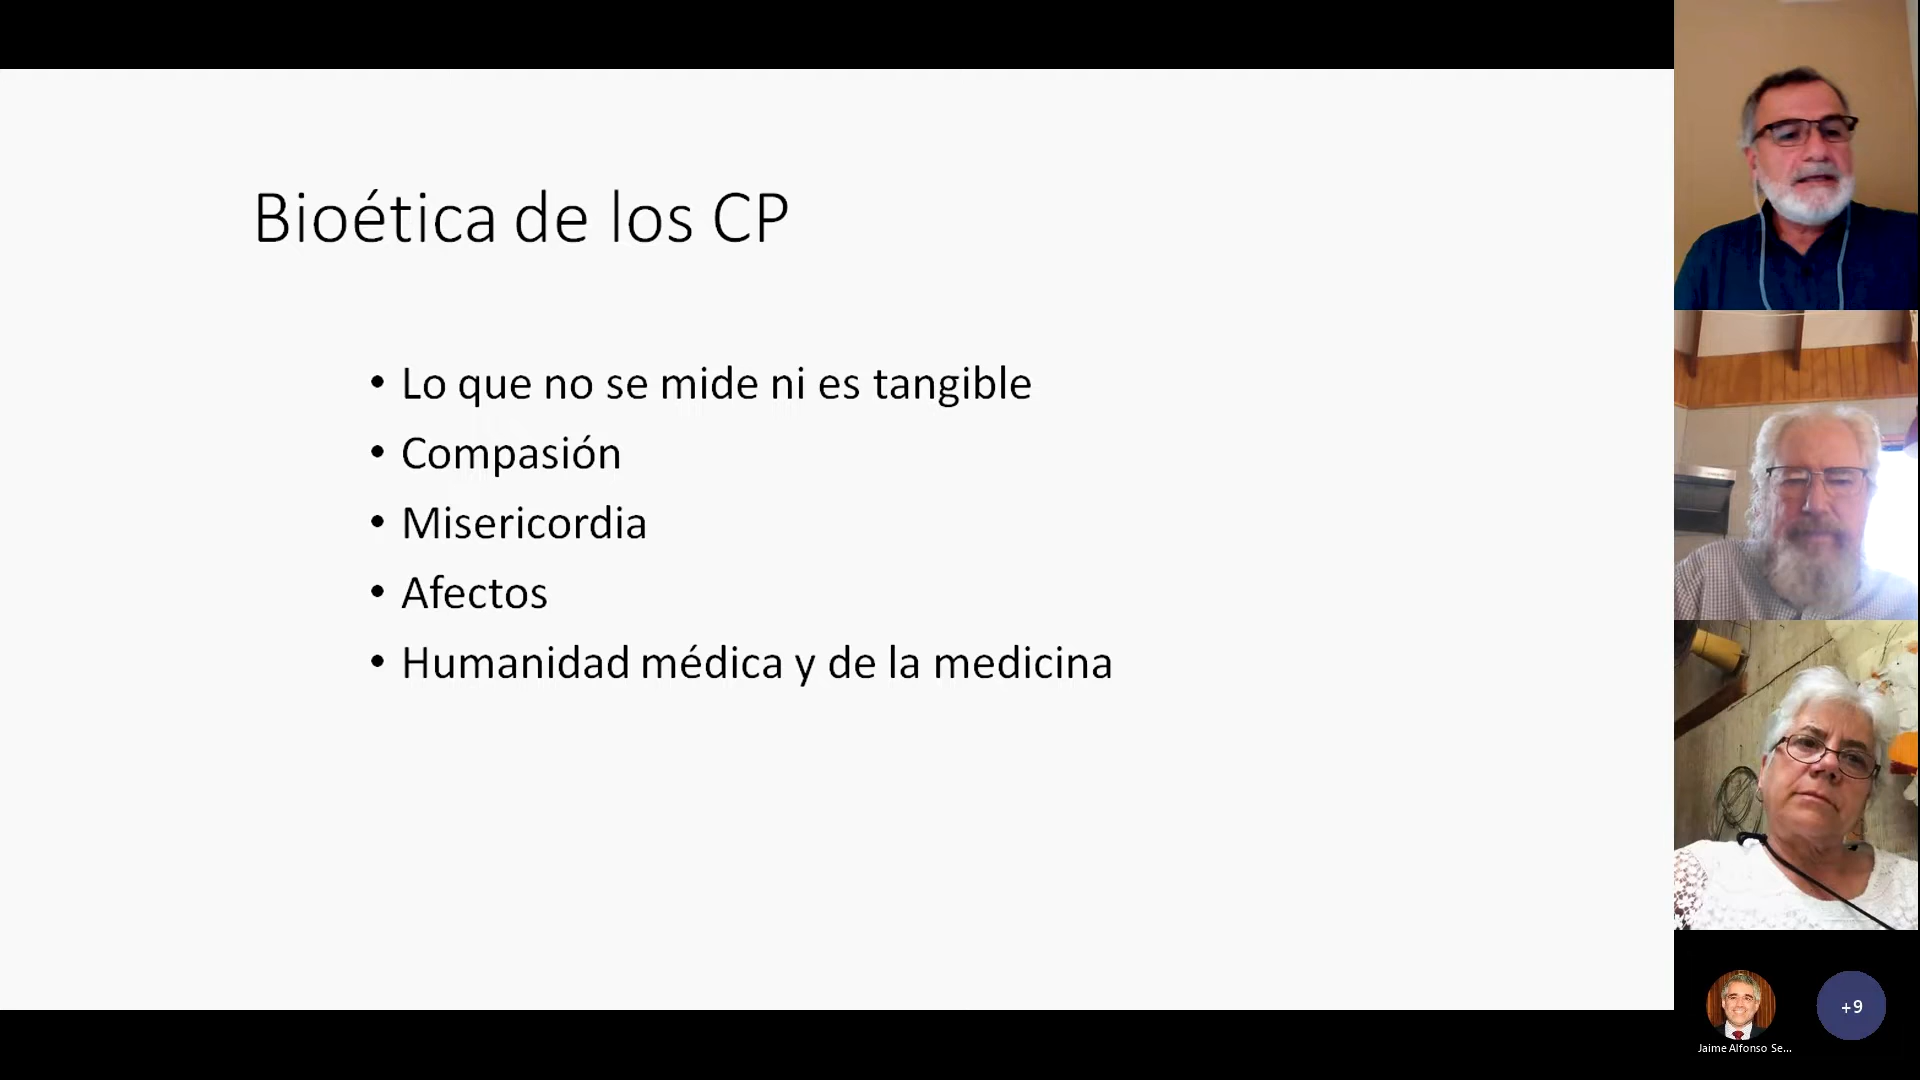 Bioética de los CP
• Lo que no se mide ni es tangible
• Compasión
• Misericordia
• Afectos
• Humanidad médica y de la medicina
+9
Jaime Alfonso Se...